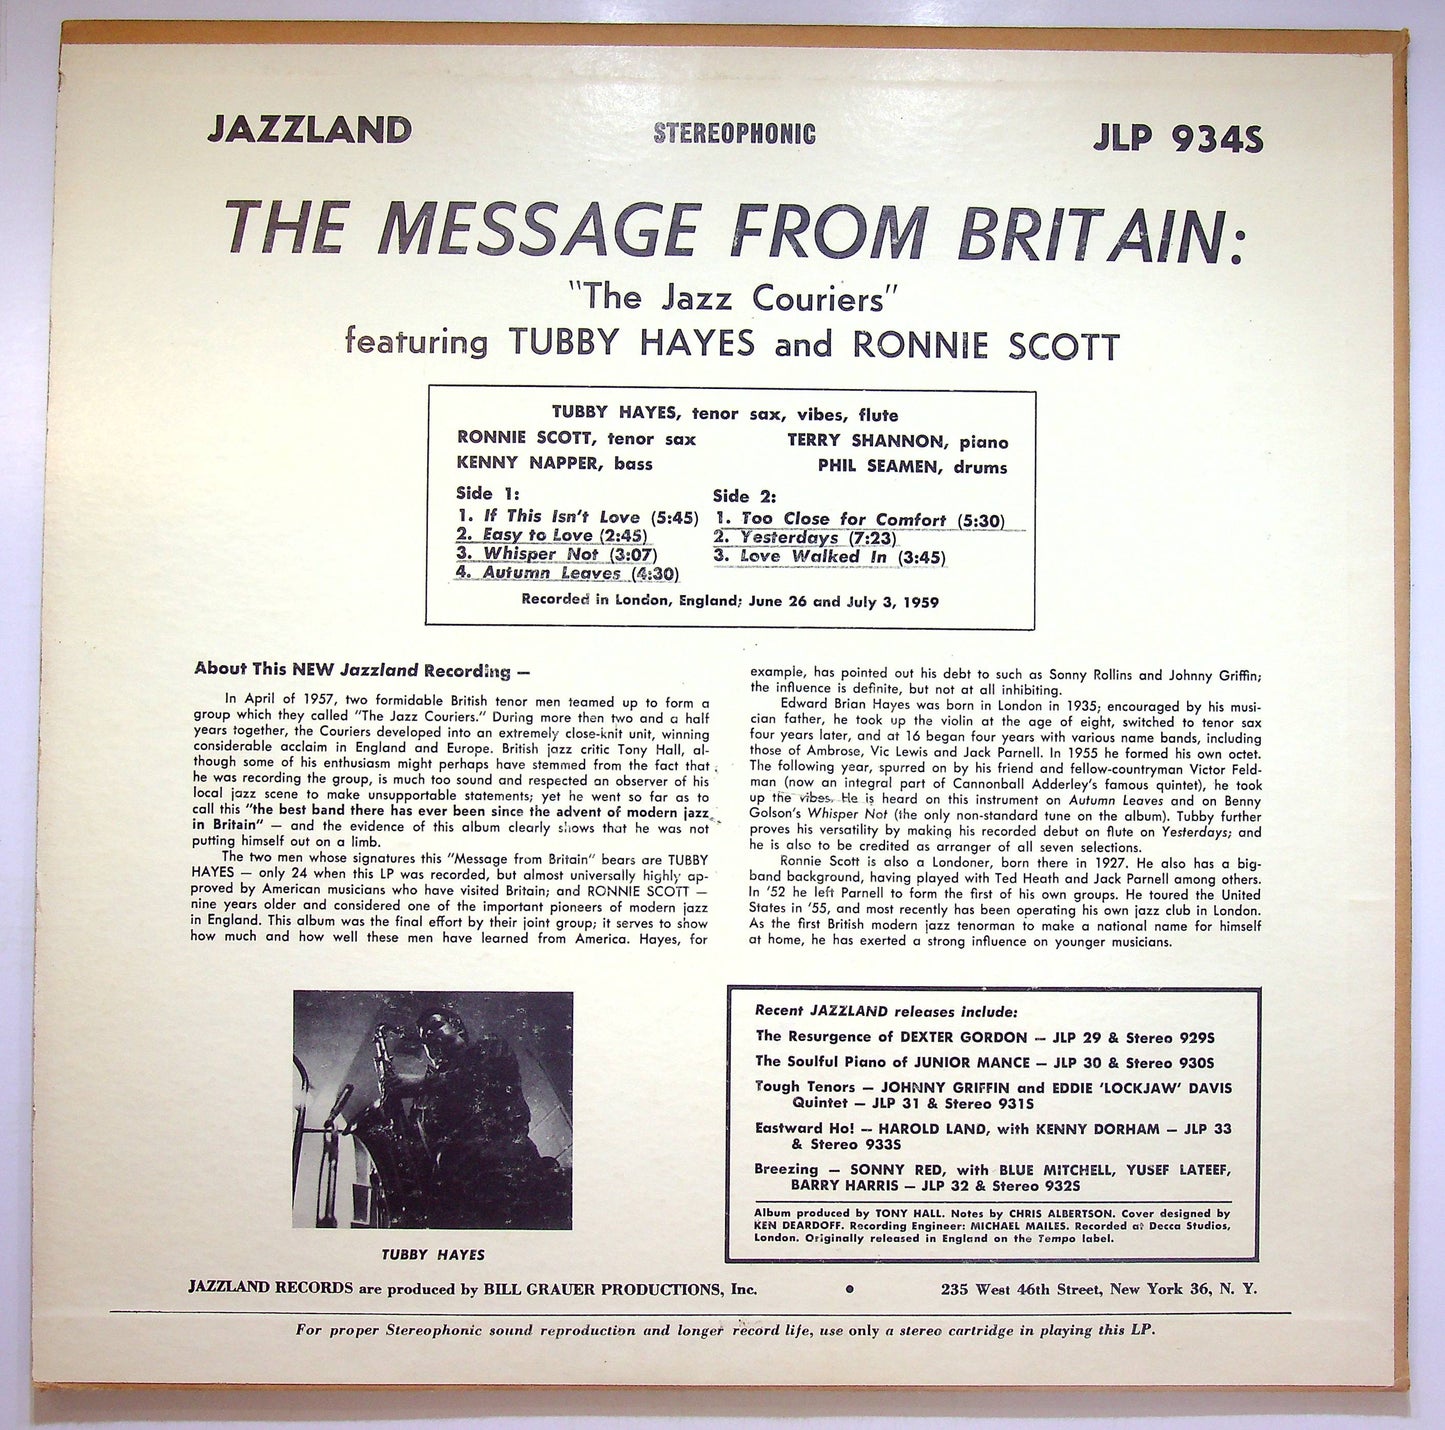 JAZZLAND STEREOPHONIC JLP 934S
THE MESSAGE FROM BRITAIN:
"The Jazz Couriers"
featuring TUBBY HAYES and RONNIE SCOTT
TUBBY HAYES, tenor sax, vibes, flute
RONNIE SCOTT, tenor sax TERRY SHANNON, piano
KENNY NAPPER, bass PHIL SEAMEN, drums
Side 1:
1. If This Isn't Love (5:45)
2. Easy to Love (2:45)
3. Whisper Not (3:07)
4. Autumn Leaves (4:30)
Side 2:
1. Too Close for Comfort (5:30)
2. Yesterdays (7:23)
3. Love Walked In (3:45)
Recorded in London, England; June 26 and July 3, 1959
About This NEW Jazzland Recording —
In April of 1957, two formidable British tenor men teamed up to form a
group which they called "The Jazz Couriers." During more then two and a half
years together, the Couriers developed into an extremely close-knit unit, winning
considerable acclaim in England and Europe. British jazz critic Tony Hall, al-
though some of his enthusiasm might perhaps have stemmed from the fact that
he was recording the group, is much too sound and respected an observer of his
local jazz scene to make unsupportable statements; yet he went so far as to
call this "the best band there has ever been since the advent of modern jazz
in Britain" — and the evidence of this album clearly shows that he was not
putting himself out on a limb.
The two men whose signatures this "Message from Britain" bears are TUBBY
HAYES — only 24 when this LP was recorded, but almost universally highly ap-
proved by American musicians who have visited Britain; and RONNIE SCOTT —
nine years older and considered one of the important pioneers of modern jazz
in England. This album was the final effort by their joint group; it serves to show
how much and how well these men have learned from America. Hayes, for
example, has pointed out his debt to such as Sonny Rollins and Johnny Griffin;
the influence is definite, but not at all inhibiting.
Edward Brian Hayes was born in London in 1935; encouraged by his musi-
cian father, he took up the violin at the age of eight, switched to tenor sax
four years later, and at 16 began four years with various name bands, including
those of Ambrose, Vic Lewis and Jack Parnell. In 1955 he formed his own octet.
The following year, spurred on by his friend and fellow-countryman Victor Feld-
man (now an integral part of Cannonball Adderley's famous quintet), he took
up the vibes. He is heard on this instrument on Autumn Leaves and on Benny
Golson's Whisper Not (the only non-standard tune on the album). Tubby further
proves his versatility by making his recorded debut on flute on Yesterdays; and
he is also to be credited as arranger of all seven selections.
Ronnie Scott is also a Londoner, born there in 1927. He also has a big-
band background, having played with Ted Heath and Jack Parnell among others.
In '52 he left Parnell to form the first of his own groups. He toured the United
States in '55, and most recently has been operating his own jazz club in London.
As the first British modern jazz tenorman to make a national name for himself
at home, he has exerted a strong influence on younger musicians.
TUBBY HAYES
Recent JAZZLAND releases include:
The Resurgence of DEXTER GORDON — JLP 29 & Stereo 929S
The Soulful Piano of JUNIOR MANCE — JLP 30 & Stereo 930S
Tough Tenors — JOHNNY GRIFFIN and EDDIE 'LOCKJAW' DAVIS
Quintet — JLP 31 & Stereo 931S
Eastward Ho! — HAROLD LAND, with KENNY DORHAM — JLP 33
& Stereo 933S
Breezing — SONNY RED, with BLUE MITCHELL, YUSEF LATEEF,
BARRY HARRIS — JLP 32 & Stereo 932S
Album produced by TONY HALL. Notes by CHRIS ALBERTSON. Cover designed by
KEN DEARDOFF. Recording Engineer: MICHAEL MAILES. Recorded at Decca Studios,
London. Originally released in England on the Tempo label.
JAZZLAND RECORDS are produced by BILL GRAUER PRODUCTIONS, Inc. • 235 West 46th Street, New York 36, N. Y.
For proper Stereophonic sound reproduction and longer record life, use only a stereo cartridge in playing this LP.